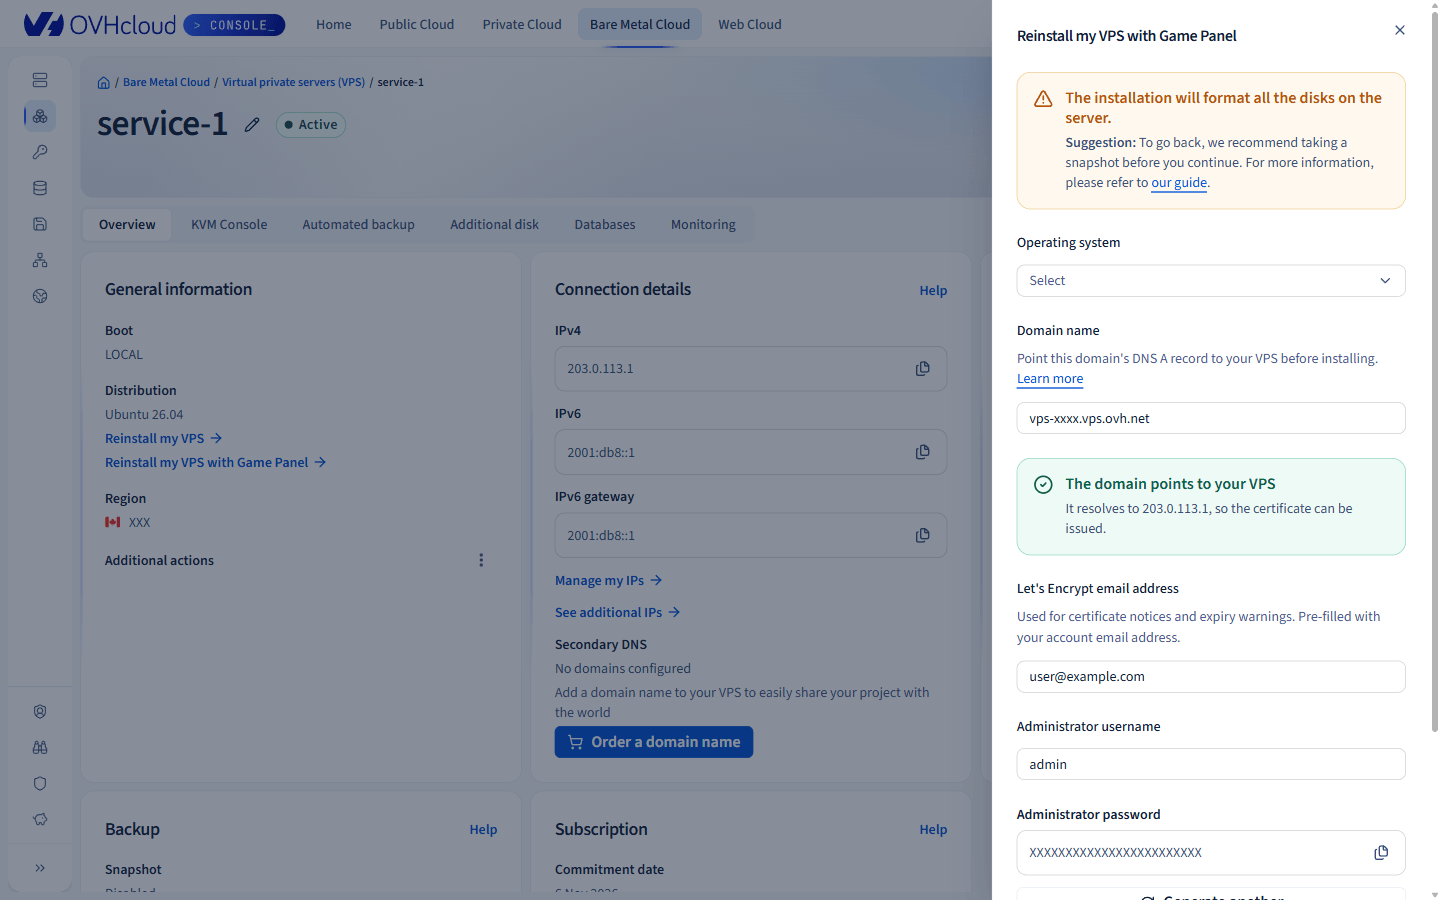 OVHcloud
> CONSOLE_
Home
Public Cloud
Private Cloud
Bare Metal Cloud
Web Cloud
/ Bare Metal Cloud / Virtual private servers (VPS) / service-1
service-1
Active
Overview
KVM Console
Automated backup
Additional disk
Databases
Monitoring
General information
Boot
LOCAL
Distribution
Ubuntu 26.04
Reinstall my VPS
Reinstall my VPS with Game Panel
Region
XXX
Additional actions
Connection details
Help
IPv4
203.0.113.1
IPv6
2001:db8::1
IPv6 gateway
2001:db8::1
Manage my IPs
See additional IPs
Secondary DNS
No domains configured
Add a domain name to your VPS to easily share your project with
the world
Order a domain name
Backup
Help
Snapshot
Disabled
Subscription
Help
Commitment date
6 Nov 2026
Reinstall my VPS with Game Panel
The installation will format all the disks on the
server.
Suggestion: To go back, we recommend taking a
snapshot before you continue. For more information,
please refer to our guide.
Operating system
Select
Domain name
Point this domain's DNS A record to your VPS before installing.
Learn more
vps-xxxx.vps.ovh.net
The domain points to your VPS
It resolves to 203.0.113.1, so the certificate can be
issued.
Let's Encrypt email address
Used for certificate notices and expiry warnings. Pre-filled with
your account email address.
user@example.com
Administrator username
admin
Administrator password
XXXXXXXXXXXXXXXXXXXXXXXX
Generate another